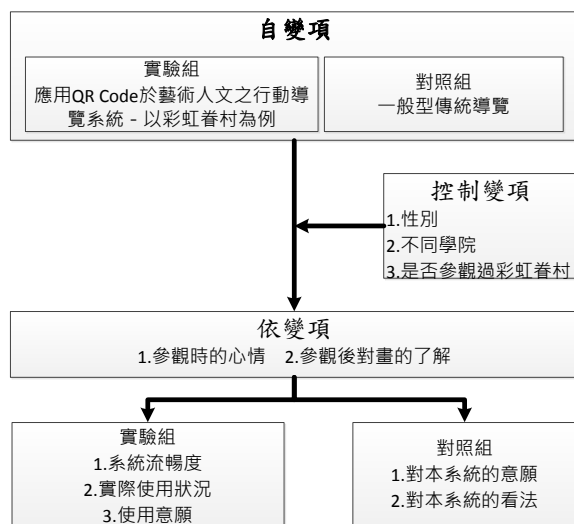 自變項
實驗組
應用QR Code於藝術人文之行動導
覽系統－以彩虹眷村為例
對照組
一般型傳統導覽
控制變項
1.性別
2.不同學院
3.是否參觀過彩虹眷村
依變項
1.參觀時的心情 2.參觀後對畫的了解
實驗組
1.系統流暢度
2.實際使用狀況
3.使用意願
對照組
1.對本系統的意願
2.對本系統的看法